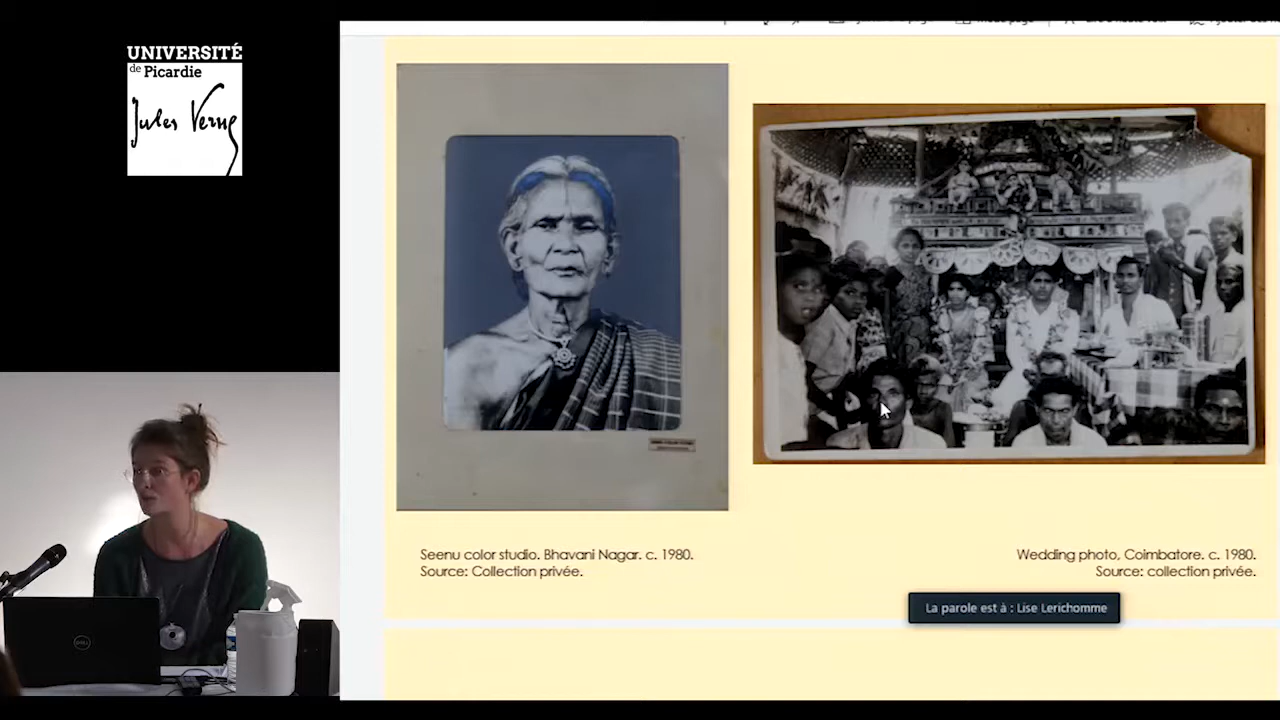 UNIVERSITÉ
de Picardie
Jules Verne
Seenu color studio. Bhavani Nagar. c. 1980.
Source: Collection privée.
Wedding photo, Coimbatore. c. 1980.
Source: collection privée.
La parole est à : Lise Lerichomme
DELL